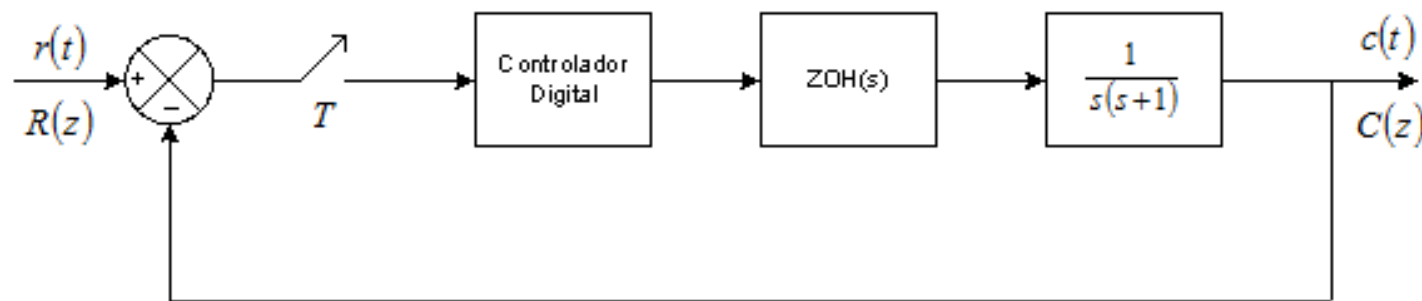 r(t)
R(z)
+
−
T
Controlador
Digital
ZOH(s)
1
s(s+1)
c(t)
C(z)